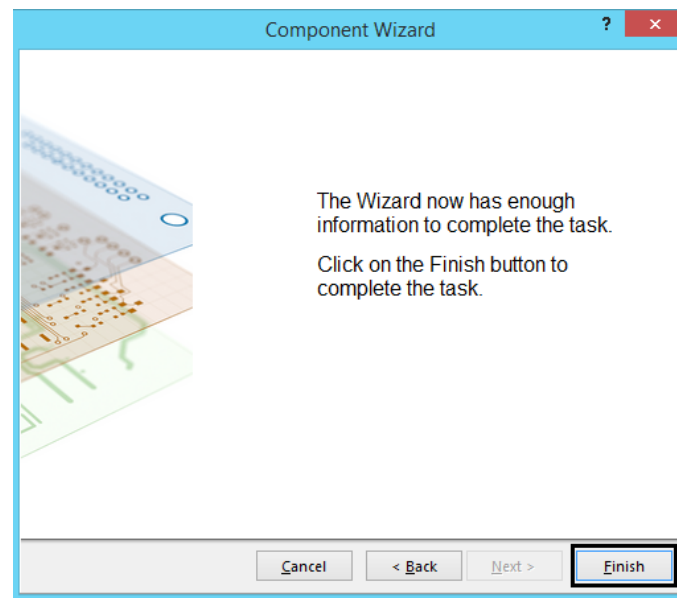 Component Wizard
?
×
The Wizard now has enough
information to complete the task.
Click on the Finish button to
complete the task.
Cancel
< Back
Next >
Finish